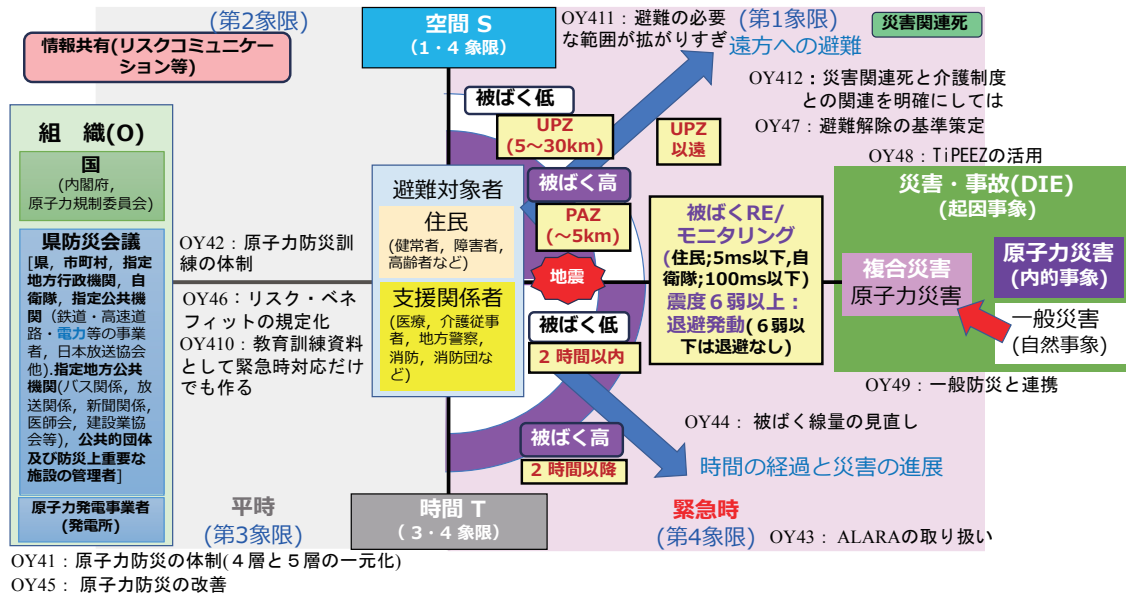 (第2象限)
空間 S
(1・4 象限)
OY411：避難の必要
な範囲が拡がりすぎ
(第1象限)
遠方への避難
災害関連死
情報共有(リスクコミュニケー
ション等)
OY412：災害関連死と介護制度
との関連を明確にしては
OY47：避難解除の基準策定
OY48：TiPEEZの活用
被ばく低
UPZ
(5～30km)
UPZ
以遠
組　織(O)
国
(内閣府,
原子力規制委員会)
県防災会議
[県，市町村，指定
地方行政機関，自
衛隊，指定公共機
関（鉄道・高速道
路・電力等の事業
者，日本放送協会
他).指定地方公共
機関(バス関係，放
送関係，新聞関係，
医師会，建設業協
会等)，公共的団体
及び防災上重要な
施設の管理者]
原子力発電事業者
(発電所)
OY42：原子力防災訓
練の体制
OY46：リスク・ベネ
フィットの規定化
OY410：教育訓練資料
として緊急時対応だけ
でも作る
避難対象者
住民
(健常者，障害者，
高齢者など)
支援関係者
(医療，介護従事
者，地方警察，
消防，消防団な
ど)
被ばく高
PAZ
(～5km)
地震
被ばく低
2 時間以内
被ばく高
2 時間以降
被ばくRE/
モニタリング
(住民;5ms以下,自
衛隊;100ms以下)
震度６弱以上：
退避発動(６弱以
下は退避なし)
災害・事故(DIE)
(起因事象)
複合災害
原子力災害
原子力災害
(内的事象)
一般災害
(自然事象)
OY49：一般防災と連携
OY44： 被ばく線量の見直し
時間の経過と災害の進展
平時
(第3象限)
時間 T
( 3・4 象限)
緊急時
(第4象限)
OY43： ALARAの取り扱い
OY41：原子力防災の体制(４層と５層の一元化)
OY45： 原子力防災の改善